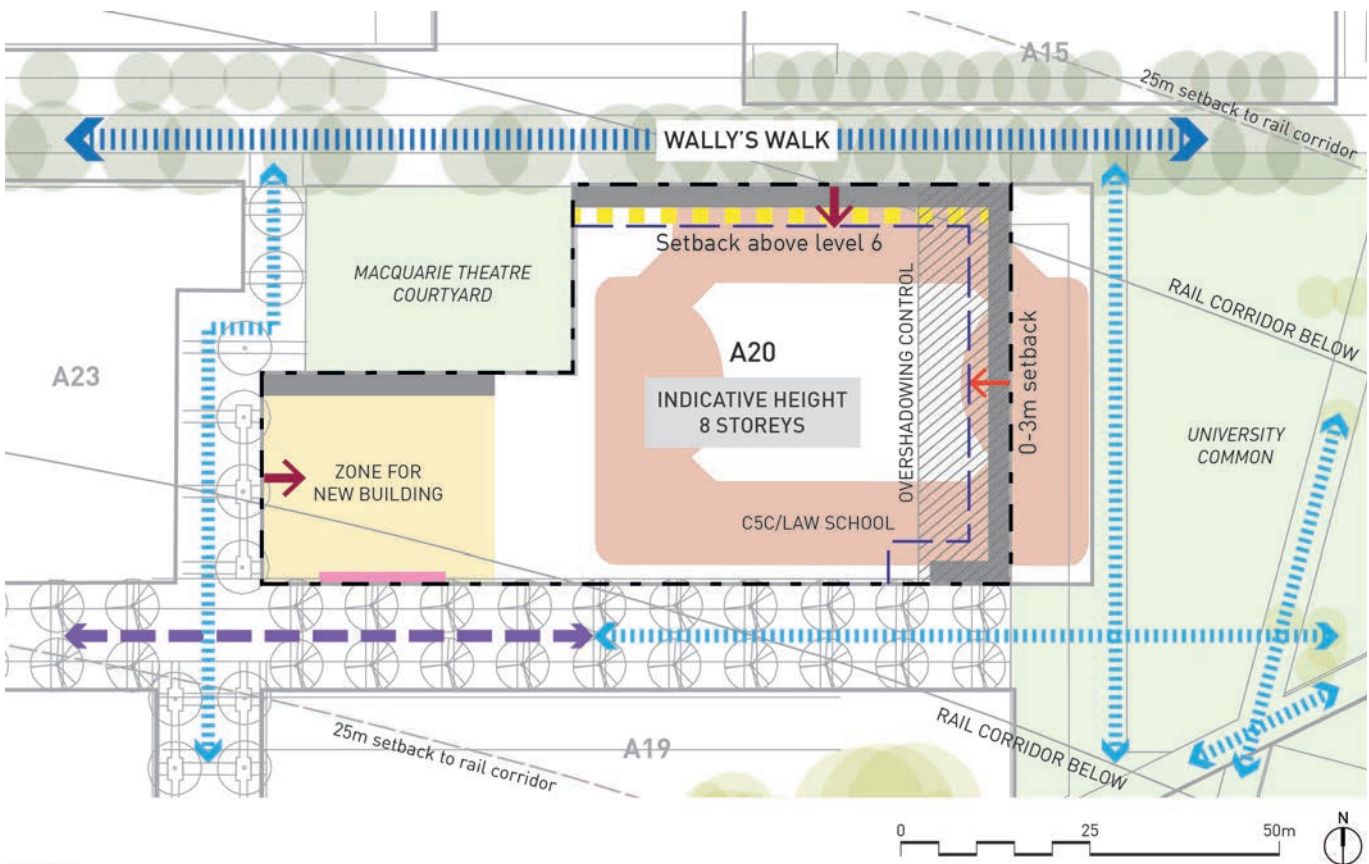 A15
25m setback to rail corridor
WALLY'S WALK
MACQUARIE THEATRE
COURTYARD
Setback above level 6
OVERSHADOWING CONTROL
0-3m setback
RAIL CORRIDOR BELOW
A23
A20
INDICATIVE HEIGHT
8 STOREYS
UNIVERSITY
COMMON
ZONE FOR
NEW BUILDING
C5C/LAW SCHOOL
25m setback to rail corridor
A19
RAIL CORRIDOR BELOW
0
25
50m
N